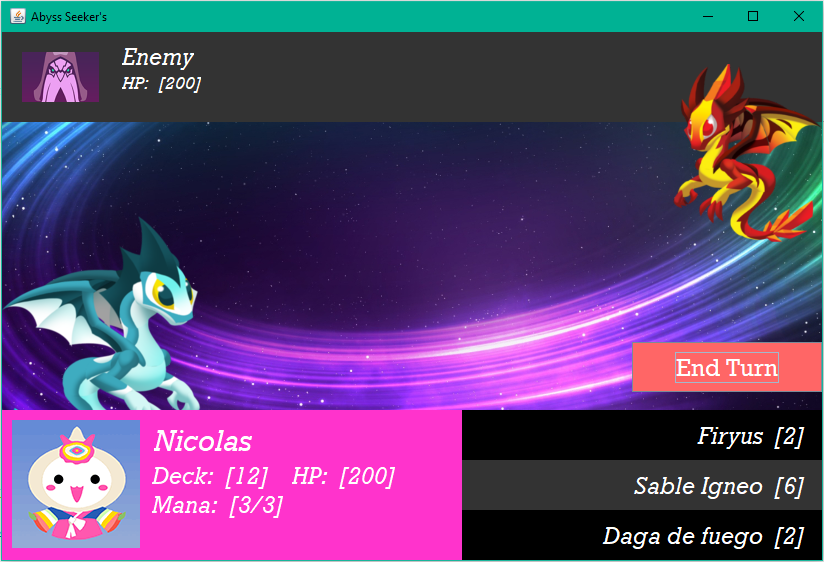 Abyss Seeker's
Enemy
HP: [200]
End Turn
Nicolas
Deck: [12] HP: [200]
Mana: [3/3]
Firyus [2]
Sable Igneo [6]
Daga de fuego [2]